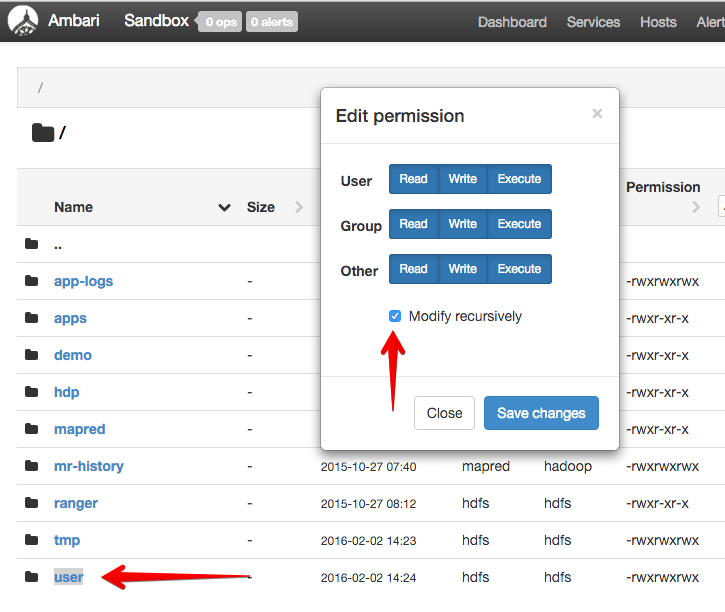 Ambari Sandbox 0 ops 0 alerts Dashboard Services Hosts Alert
/
/
Edit permission ×
User Read Write Execute
Group Read Write Execute
Other Read Write Execute
Modify recursively
Close Save changes
Name Size Permission
..
app-logs - -rwxrwxrwx
apps - -rwxr-xr-x
demo - -rwxr-xr-x
hdp - -rwxr-xr-x
mapred - -rwxr-xr-x
mr-history - 2015-10-27 07:40 mapred hadoop -rwxrwxrwx
ranger - 2015-10-27 08:12 hdfs hdfs -rwxr-xr-x
tmp - 2016-02-02 14:23 hdfs hdfs -rwxrwxrwx
user - 2016-02-02 14:24 hdfs hdfs -rwxrwxrwx